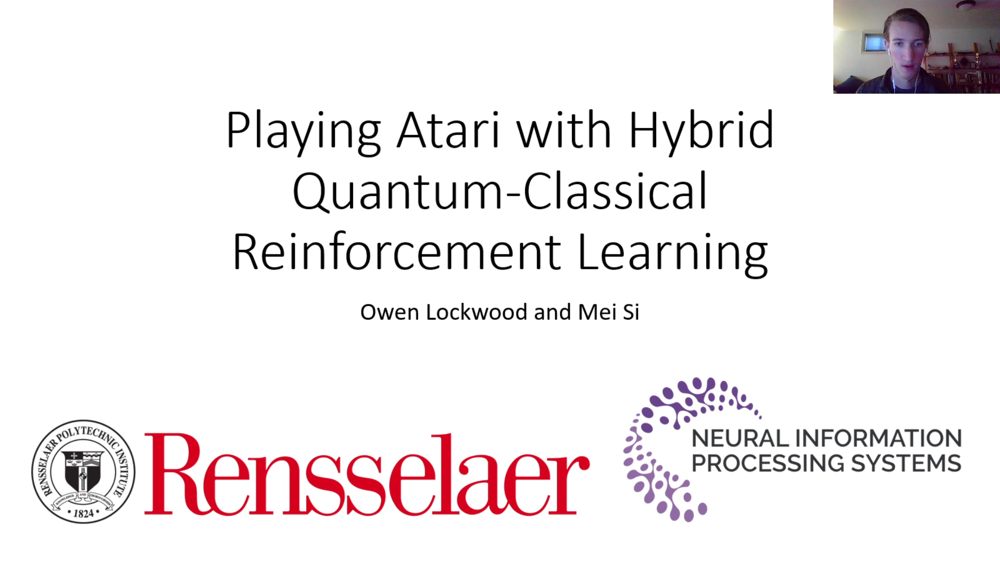 Playing Atari with Hybrid
Quantum-Classical
Reinforcement Learning
Owen Lockwood and Mei Si
RENSSELAER POLYTECHNIC INSTITUTE
KNOWLEDGE AND THOROUGHNESS
• 1824 •
Rensselaer
NEURAL INFORMATION
PROCESSING SYSTEMS